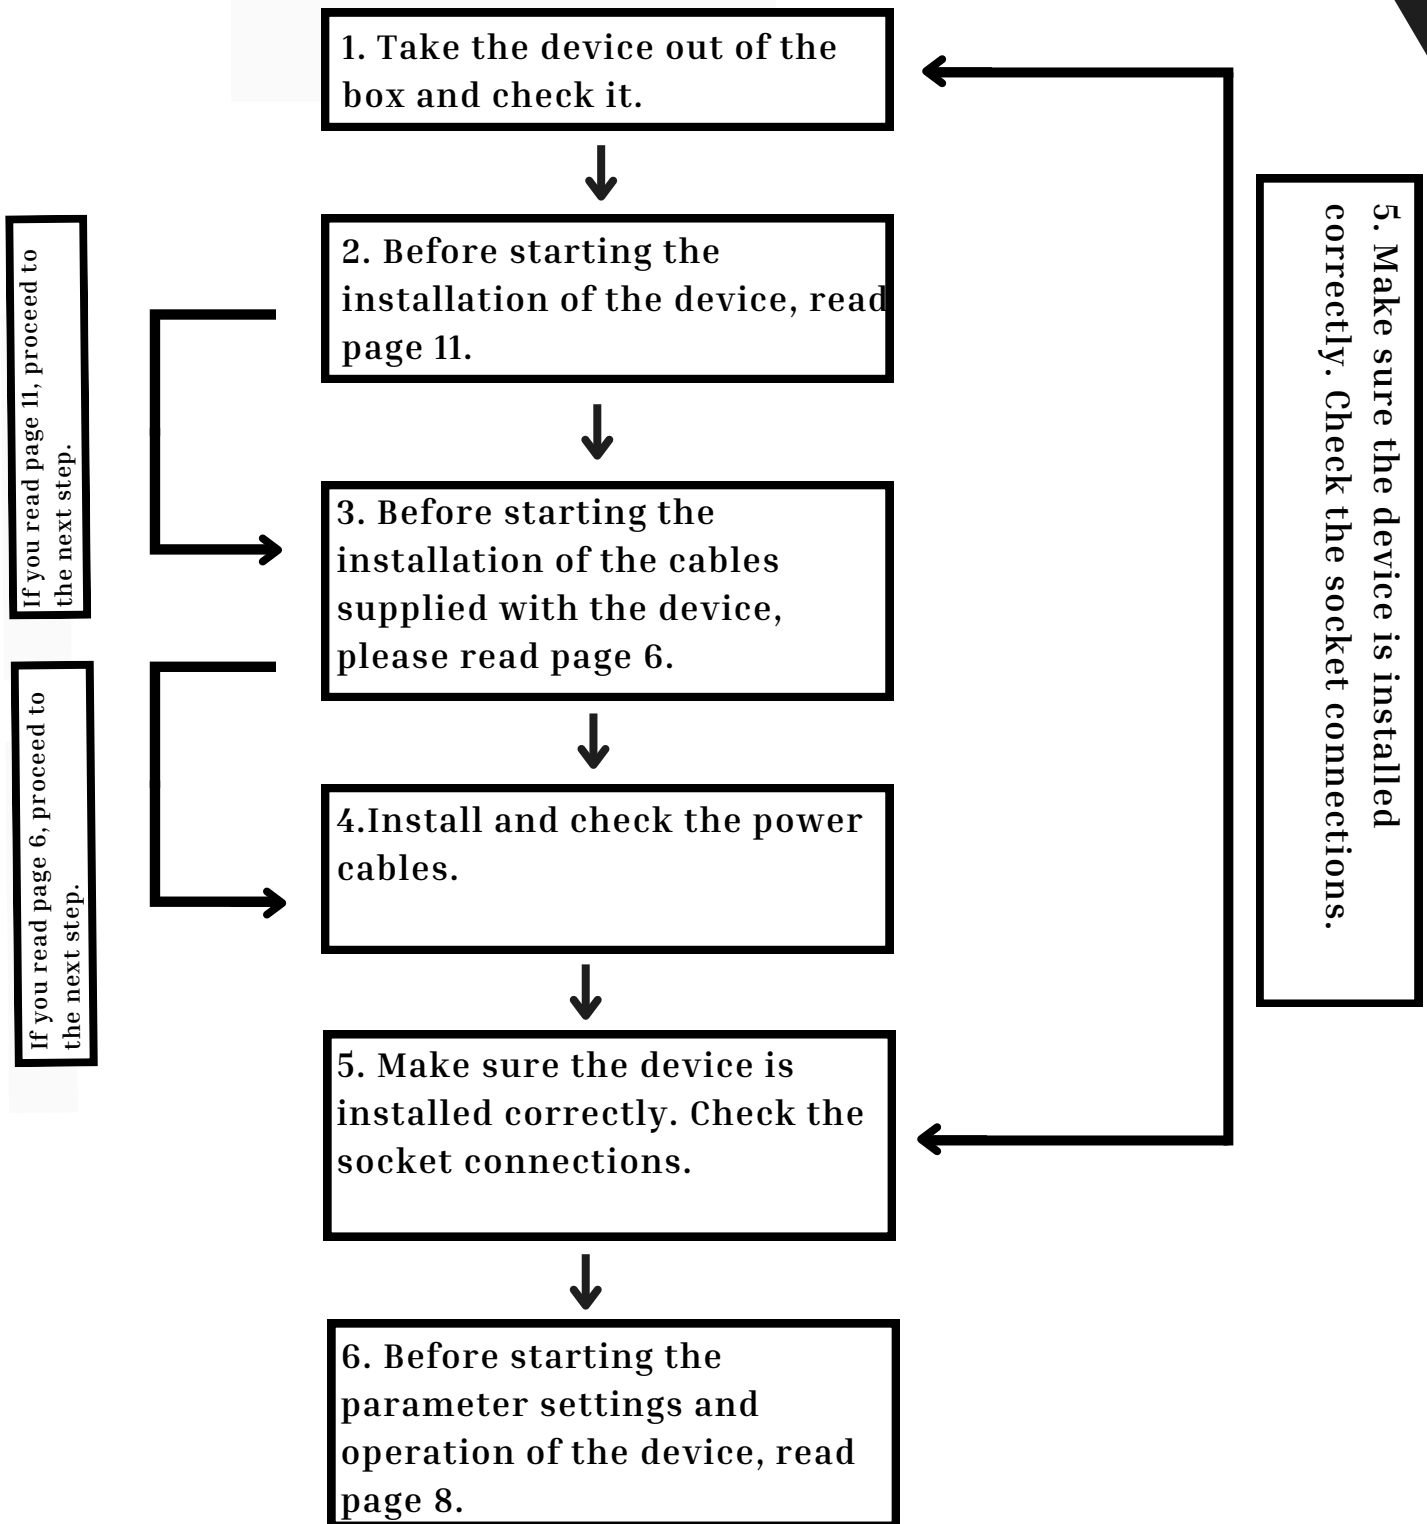 1. Take the device out of the
box and check it.
2. Before starting the
installation of the device, read
page 11.
If you read page 11, proceed to
the next step.
3. Before starting the
installation of the cables
supplied with the device,
please read page 6.
If you read page 6, proceed to
the next step.
4.Install and check the power
cables.
5. Make sure the device is
installed correctly. Check the
socket connections.
5. Make sure the device is installed
correctly. Check the socket connections.
6. Before starting the
parameter settings and
operation of the device, read
page 8.